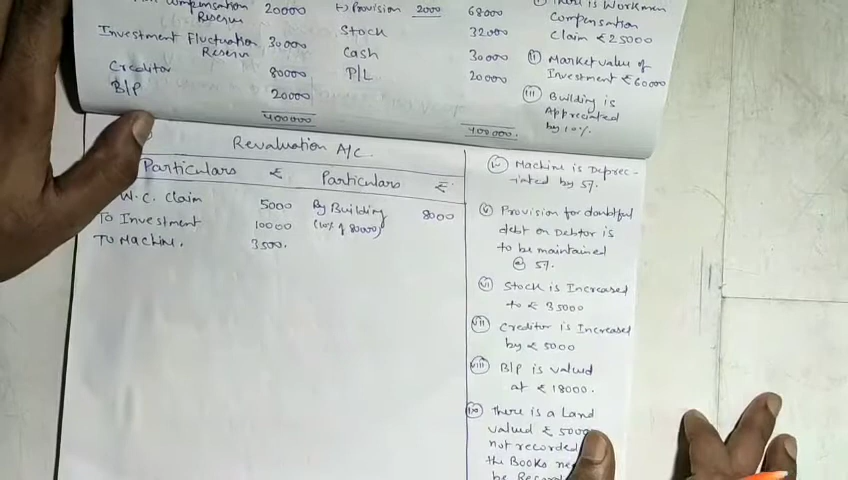 Compensation 20000 (-) Provision 2000 68000
Reserve Stock 32000
Investment Fluctuation 30000 Cash 30000
Reserve
Creditor 80000 P/L 20000
B/P 20000
400000 400000
There is Workmen
Compensation
Claim ₹ 25000
(ii) Market value of
Investment ₹ 60000
(iii) Building is
Appreciated
by 10%.
Revaluation A/C
Particulars ₹ Particulars ₹
W.C. Claim 5000 By Building 8000
To Investment 10000 (10% of 80000)
To Machine. 3500.
Machine is Deprec-
iated by 5%.
(v) Provision for doubtful
debt on Debtor is
to be maintained
@ 5%.
(vi) Stock is Increased
to ₹ 35000
(vii) Creditor is Increased
by ₹ 5000
(viii) B/P is valued
at ₹ 18000.
There is a Land
valued ₹
not recorded
the Books
be